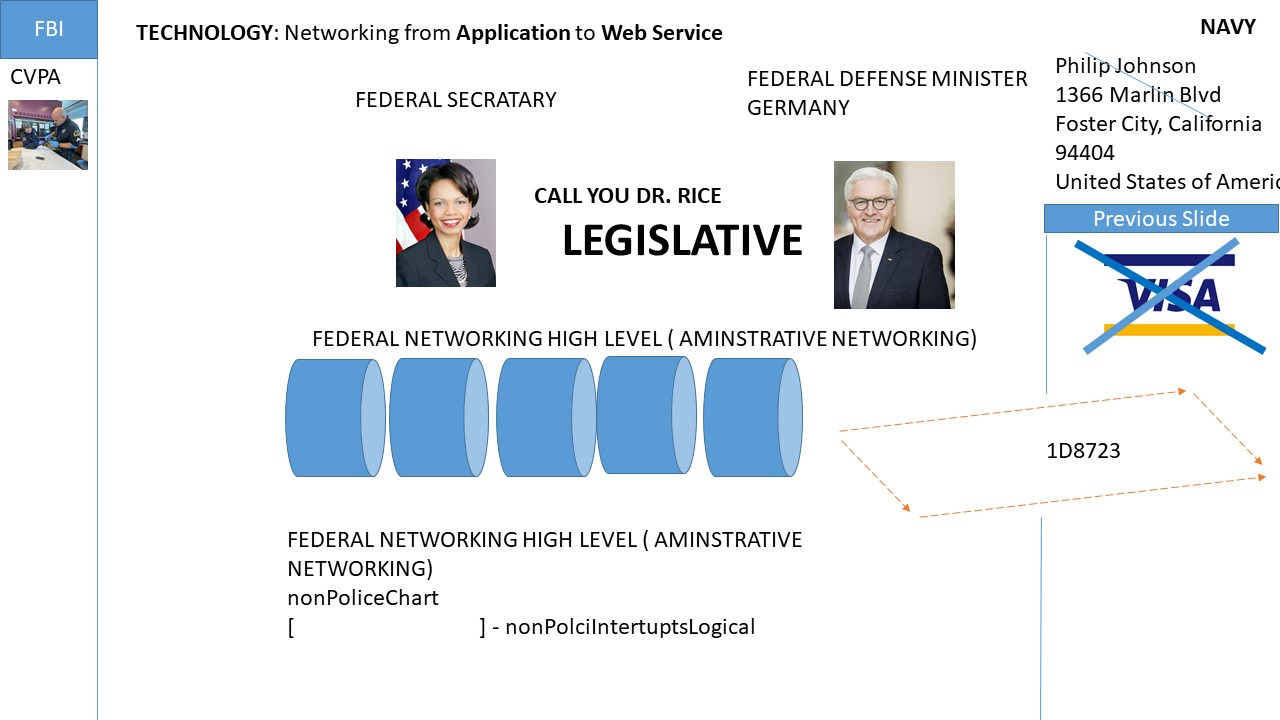 FBI
CVPA
TECHNOLOGY: Networking from Application to Web Service
NAVY
FEDERAL SECRATARY
FEDERAL DEFENSE MINISTER
GERMANY
Philip Johnson
1366 Marlin Blvd
Foster City, California
94404
United States of Americ
Previous Slide
CALL YOU DR. RICE
LEGISLATIVE
VISA
FEDERAL NETWORKING HIGH LEVEL ( AMINSTRATIVE NETWORKING)
1D8723
FEDERAL NETWORKING HIGH LEVEL ( AMINSTRATIVE
NETWORKING)
nonPoliceChart
[ ] - nonPolciIntertuptsLogical